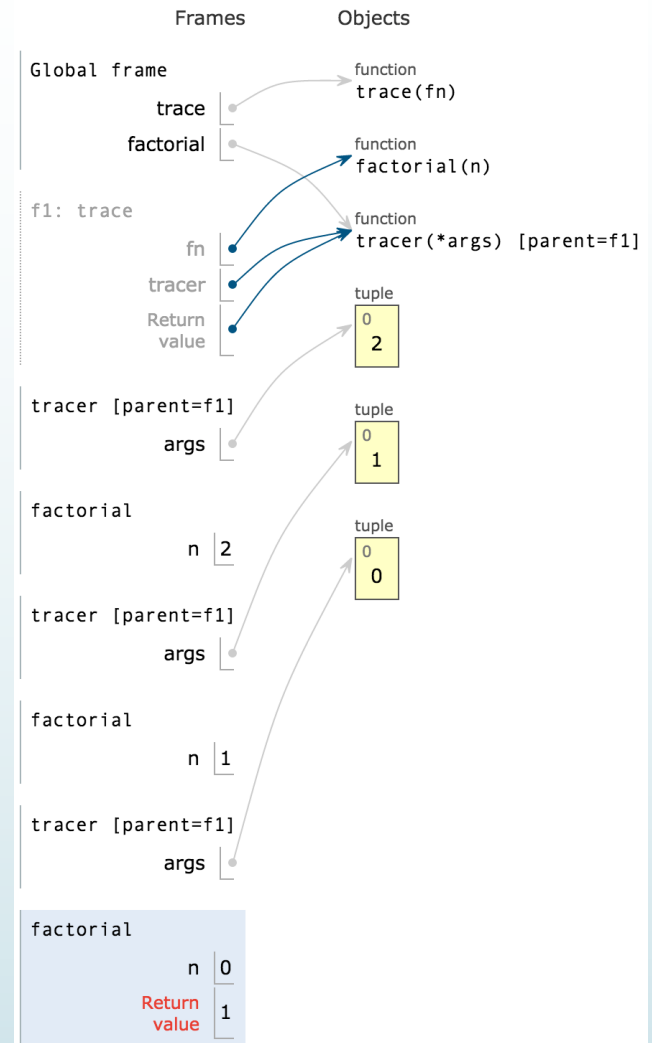 Frames Objects
Global frame
function
trace
trace(fn)
factorial
function
factorial(n)
f1: trace
function
tracer(*args) [parent=f1]
fn
tracer
tuple
Return
value
0
2
tracer [parent=f1]
tuple
args
0
1
factorial
tuple
n 2
0
0
tracer [parent=f1]
args
factorial
n 1
tracer [parent=f1]
args
factorial
n 0
Return
value
1